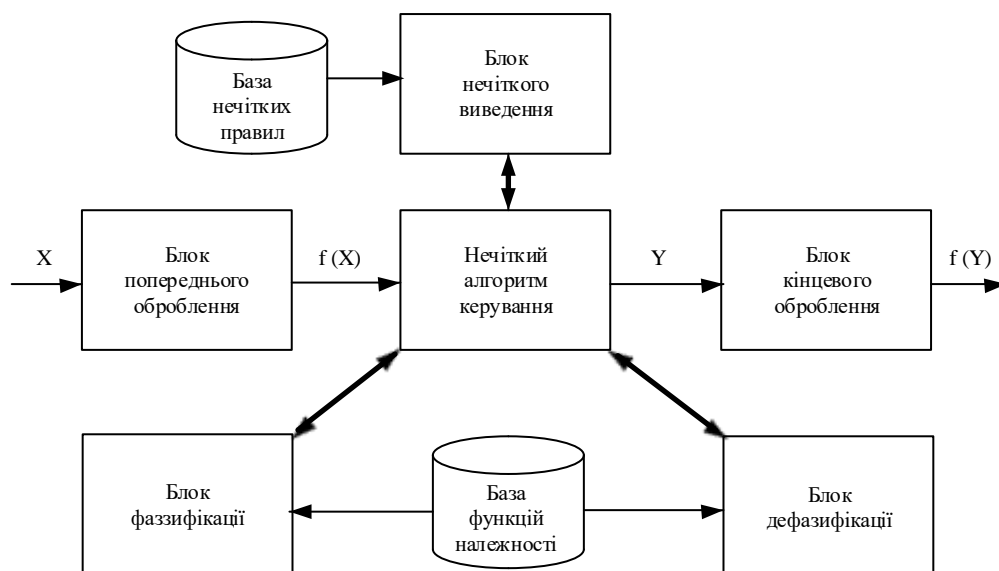 База
нечітких
правил
Блок
нечіткого
виведення
X
Блок
попереднього
оброблення
f (X)
Нечіткий
алгоритм
керування
Y
Блок
кінцевого
оброблення
f (Y)
Блок
фаззифікації
База
функцій
належності
Блок
дефазифікації